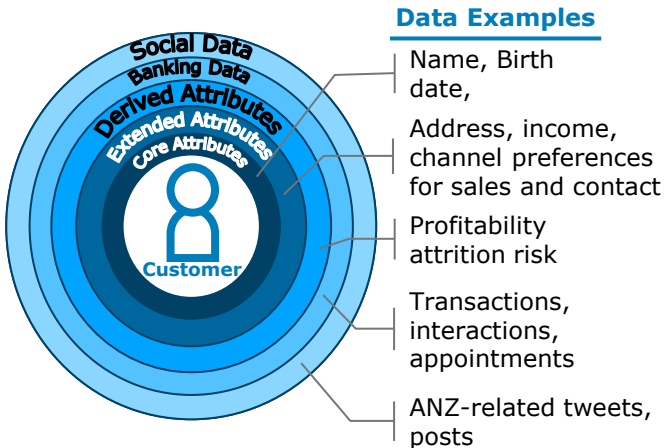 Data Examples
Social Data
Banking Data
Derived Attributes
Extended Attributes
Core Attributes
Customer
Name, Birth
date,
Address, income,
channel preferences
for sales and contact
Profitability
attrition risk
Transactions,
interactions,
appointments
ANZ-related tweets,
posts